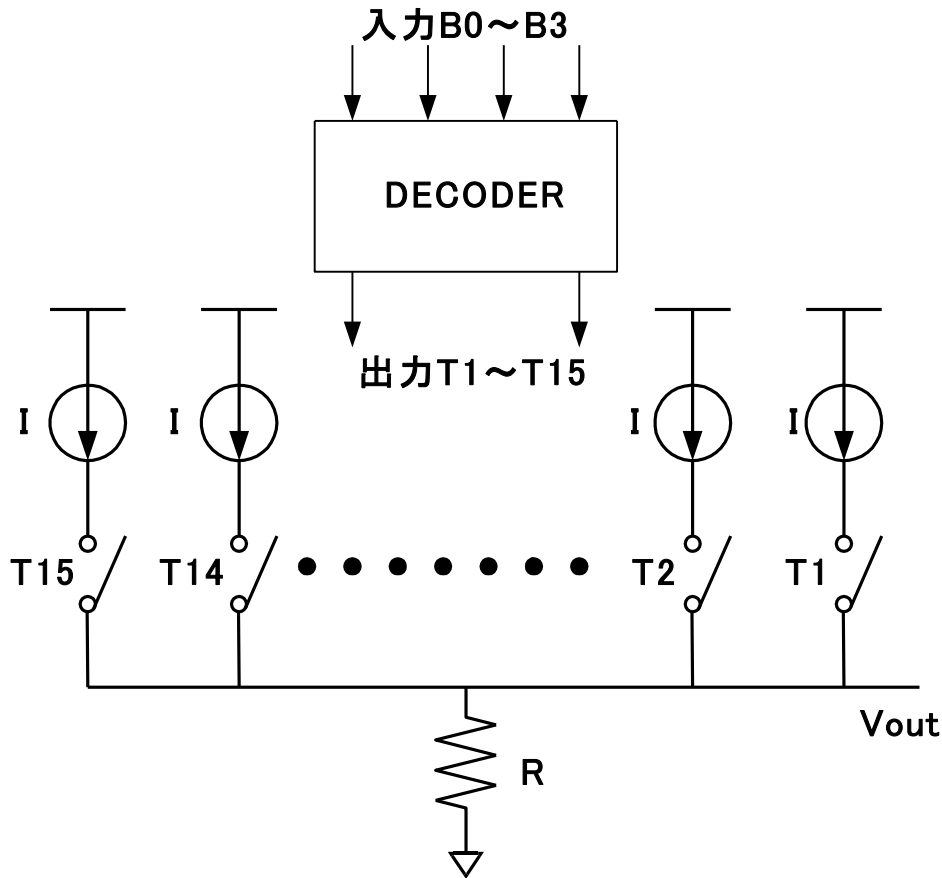 入力B0～B3
DECODER
出力T1～T15
I
I
I
I
T15
T14
T2
T1
Vout
R